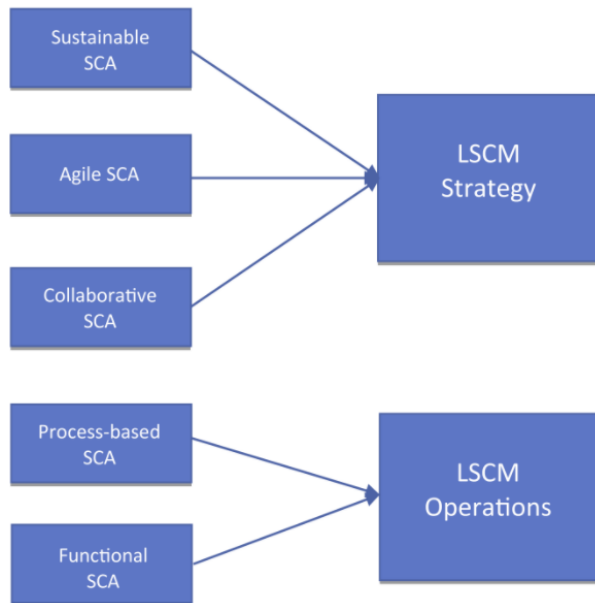 Sustainable
SCA
Agile SCA
Collaborative
SCA
LSCM
Strategy
Process-based
SCA
Functional
SCA
LSCM
Operations